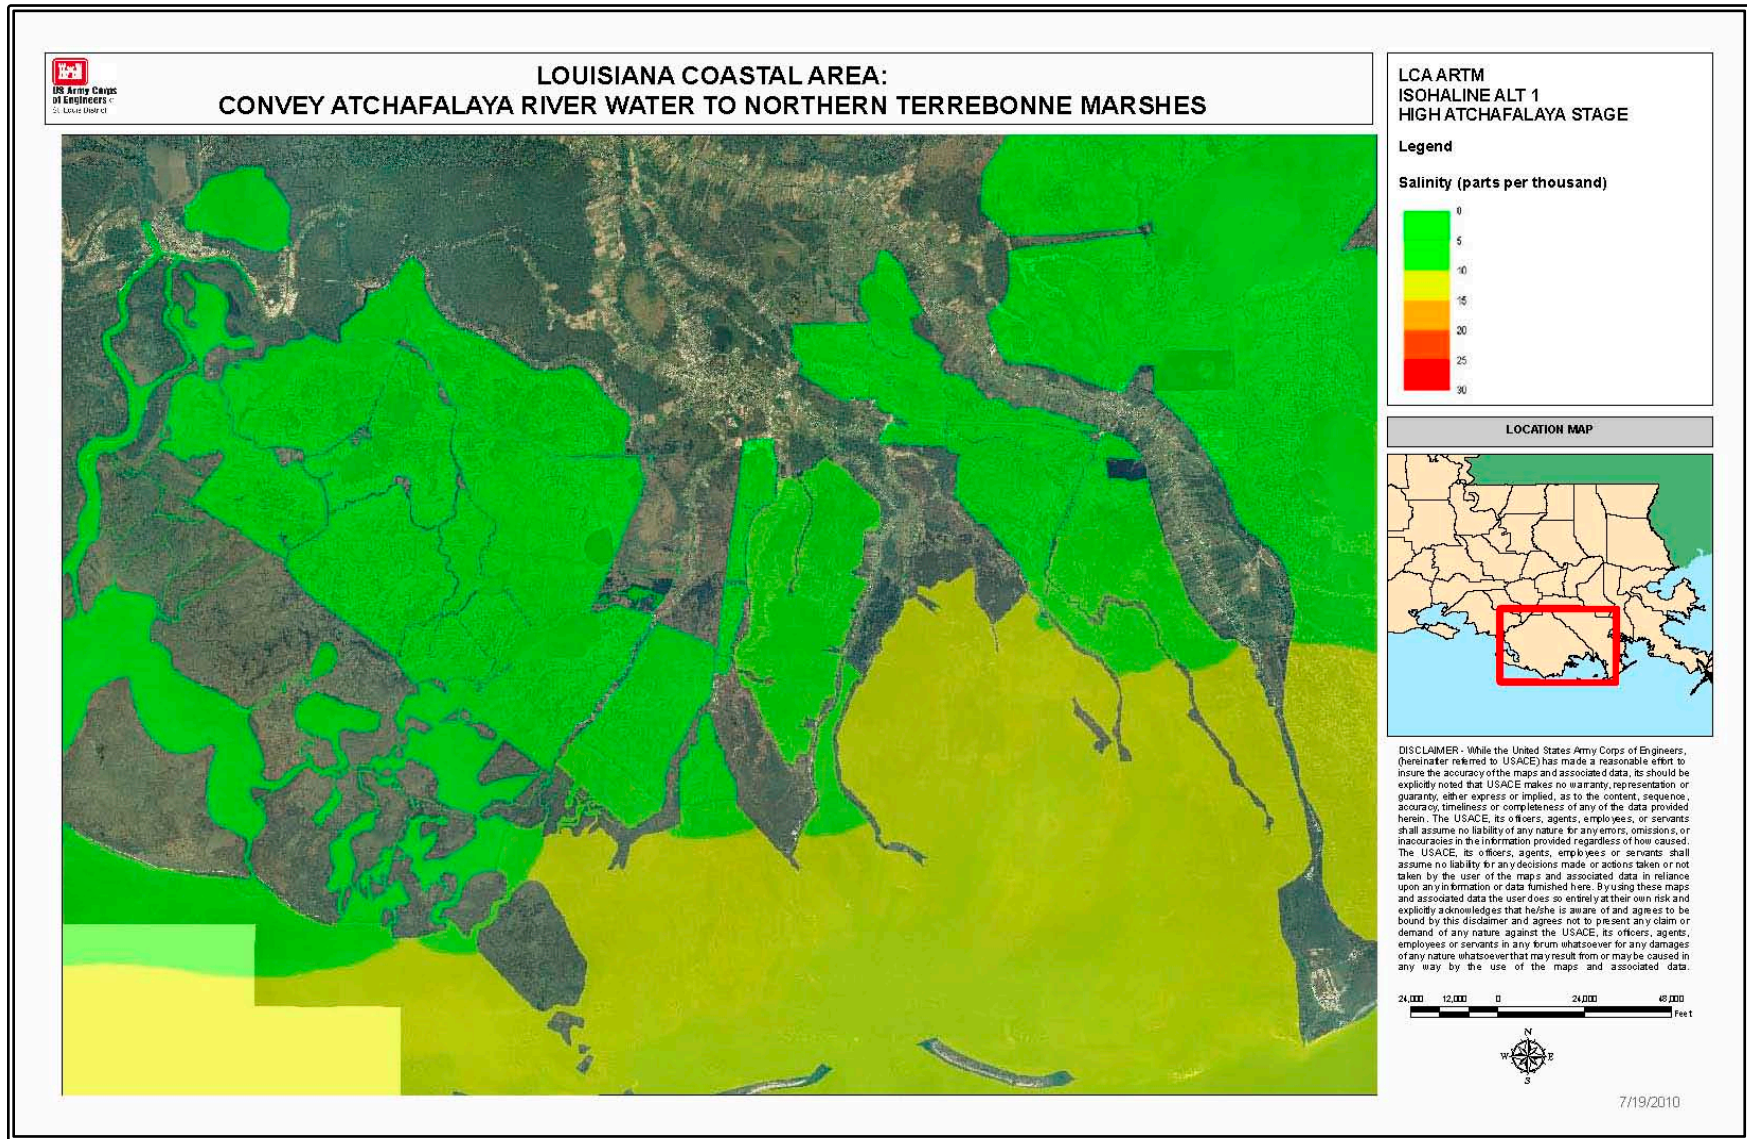 US Army Corps
of Engineers
St. Louis District
LOUISIANA COASTAL AREA:
CONVEY ATCHAFALAYA RIVER WATER TO NORTHERN TERREBONNE MARSHES
LCA ARTM
ISOHALINE ALT 1
HIGH ATCHAFALAYA STAGE
Legend
Salinity (parts per thousand)
0
5
10
15
20
25
30
LOCATION MAP
DISCLAIMER - While the United States Army Corps of Engineers,
(hereinafter referred to USACE) has made a reasonable effort to
insure the accuracy of the maps and associated data, its should be
explicitly noted that USACE makes no warranty, representation or
guaranty, either express or implied, as to the content, sequence,
accuracy, timeliness or completeness of any of the data provided
herein. The USACE, its officers, agents, employees, or servants
shall assume no liability of any nature for any errors, omissions, or
inaccuracies in the information provided regardless of how caused.
The USACE, its officers, agents, employees or servants shall
assume no liability for any decisions made or actions taken or not
taken by the user of the maps and associated data in reliance
upon any information or data furnished here. By using these maps
and associated data the user does so entirely at their own risk and
explicitly acknowledges that he/she is aware of and agrees to be
bound by this disclaimer and agrees not to present any claim or
demand of any nature against the USACE, its officers, agents,
employees or servants in any forum whatsoever for any damages
of any nature whatsoever that may result from or may be caused in
any way by the use of the maps and associated data.
24,000 12,000 0 24,000 48,000
Feet
N
W E
S
7/19/2010